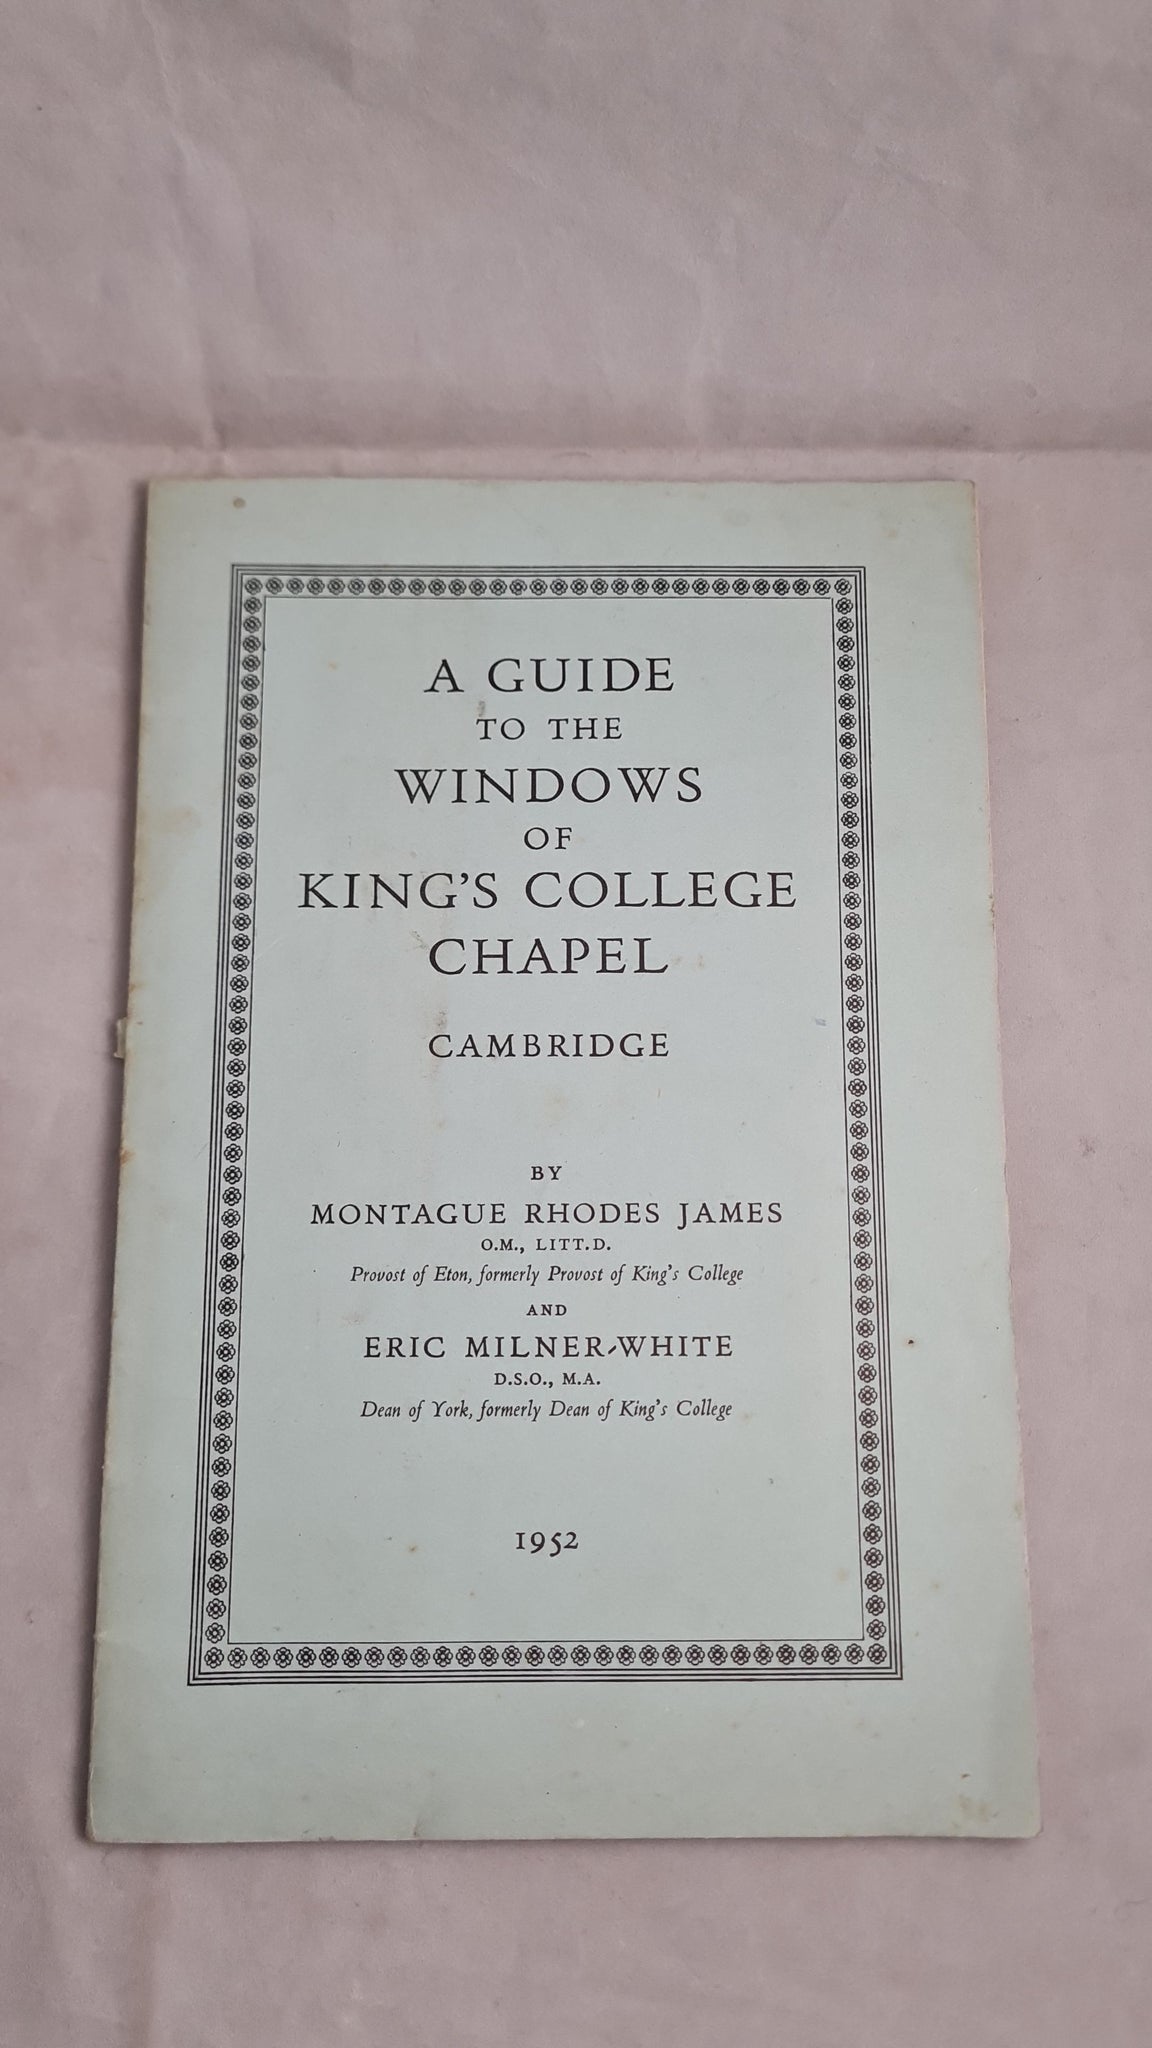 A GUIDE
TO THE
WINDOWS
OF
KING'S COLLEGE
CHAPEL
CAMBRIDGE
BY
MONTAGUE RHODES JAMES
O.M., LITT.D.
Provost of Eton, formerly Provost of King's College
AND
ERIC MILNER-WHITE
D.S.O., M.A.
Dean of York, formerly Dean of King's College
1952